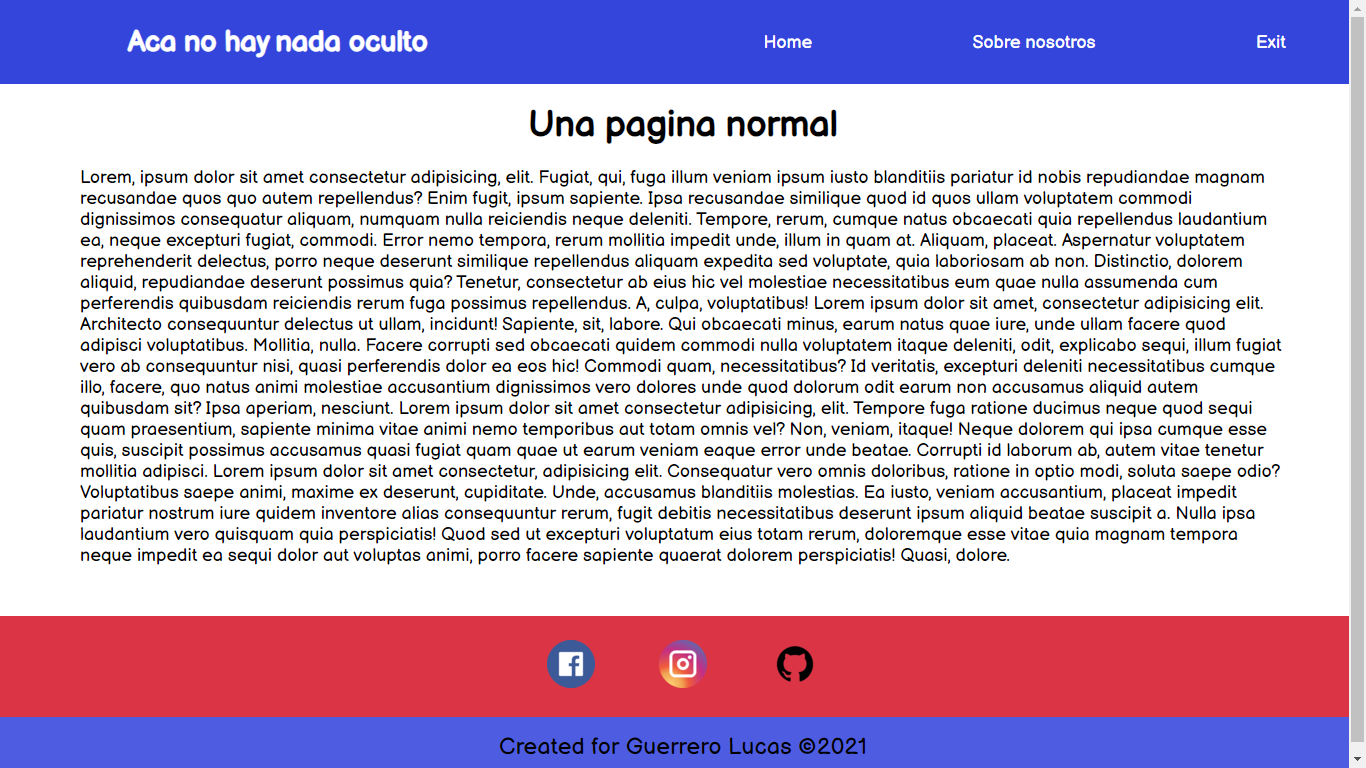 Aca no hay nada oculto
Home
Sobre nosotros
Exit
Una pagina normal
Lorem, ipsum dolor sit amet consectetur adipisicing, elit. Fugiat, qui, fuga illum veniam ipsum iusto blanditiis pariatur id nobis repudiandae magnam
recusandae quos quo autem repellendus? Enim fugit, ipsum sapiente. Ipsa recusandae similique quod id quos ullam voluptatem commodi
dignissimos consequatur aliquam, numquam nulla reiciendis neque deleniti. Tempore, rerum, cumque natus obcaecati quia repellendus laudantium
ea, neque excepturi fugiat, commodi. Error nemo tempora, rerum mollitia impedit unde, illum in quam at. Aliquam, placeat. Aspernatur voluptatem
reprehenderit delectus, porro neque deserunt similique repellendus aliquam expedita sed voluptate, quia laboriosam ab non. Distinctio, dolorem
aliquid, repudiandae deserunt possimus quia? Tenetur, consectetur ab eius hic vel molestiae necessitatibus eum quae nulla assumenda cum
perferendis quibusdam reiciendis rerum fuga possimus repellendus. A, culpa, voluptatibus! Lorem ipsum dolor sit amet, consectetur adipisicing elit.
Architecto consequuntur delectus ut ullam, incidunt! Sapiente, sit, labore. Qui obcaecati minus, earum natus quae iure, unde ullam facere quod
adipisci voluptatibus. Mollitia, nulla. Facere corrupti sed obcaecati quidem commodi nulla voluptatem itaque deleniti, odit, explicabo sequi, illum fugiat
vero ab consequuntur nisi, quasi perferendis dolor ea eos hic! Commodi quam, necessitatibus? Id veritatis, excepturi deleniti necessitatibus cumque
illo, facere, quo natus animi molestiae accusantium dignissimos vero dolores unde quod dolorum odit earum non accusamus aliquid autem
quibusdam sit? Ipsa aperiam, nesciunt. Lorem ipsum dolor sit amet consectetur adipisicing, elit. Tempore fuga ratione ducimus neque quod sequi
quam praesentium, sapiente minima vitae animi nemo temporibus aut totam omnis vel? Non, veniam, itaque! Neque dolorem qui ipsa cumque esse
quis, suscipit possimus accusamus quasi fugiat quam quae ut earum veniam eaque error unde beatae. Corrupti id laborum ab, autem vitae tenetur
mollitia adipisci. Lorem ipsum dolor sit amet consectetur, adipisicing elit. Consequatur vero omnis doloribus, ratione in optio modi, soluta saepe odio?
Voluptatibus saepe animi, maxime ex deserunt, cupiditate. Unde, accusamus blanditiis molestias. Ea iusto, veniam accusantium, placeat impedit
pariatur nostrum iure quidem inventore alias consequuntur rerum, fugit debitis necessitatibus deserunt ipsum aliquid beatae suscipit a. Nulla ipsa
laudantium vero quisquam quia perspiciatis! Quod sed ut excepturi voluptatum eius totam rerum, doloremque esse vitae quia magnam tempora
neque impedit ea sequi dolor aut voluptas animi, porro facere sapiente quaerat dolorem perspiciatis! Quasi, dolore.
Created for Guerrero Lucas ©2021